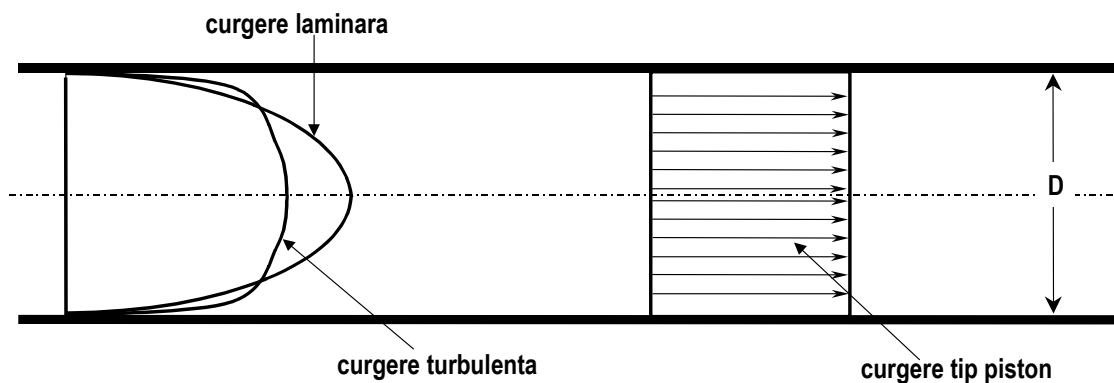 curgere laminara
D
curgere turbulenta
curgere tip piston